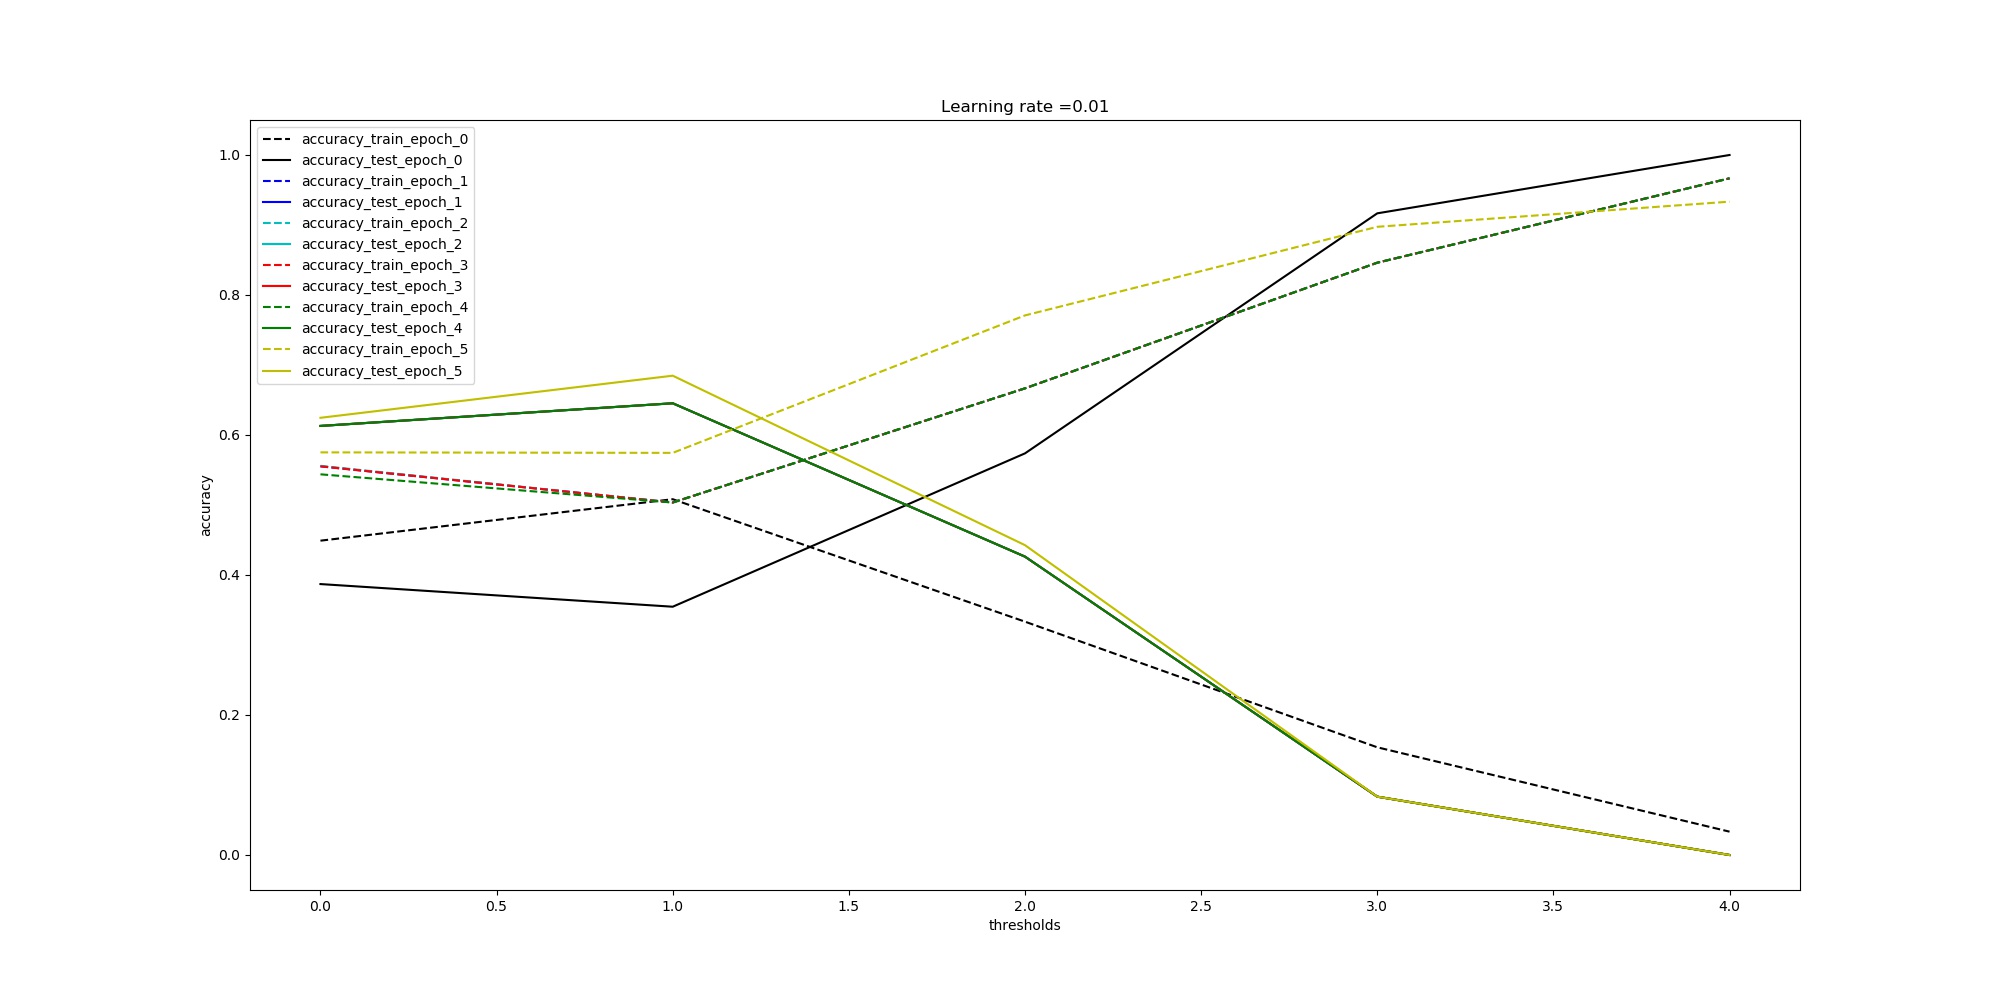 Learning rate =0.01
accuracy_train_epoch_0
accuracy_test_epoch_0
accuracy_train_epoch_1
accuracy_test_epoch_1
accuracy_train_epoch_2
accuracy_test_epoch_2
accuracy_train_epoch_3
accuracy_test_epoch_3
accuracy_train_epoch_4
accuracy_test_epoch_4
accuracy_train_epoch_5
accuracy_test_epoch_5
1.0
0.8
0.6
0.4
0.2
0.0
accuracy
0.0 0.5 1.0 1.5 2.0 2.5 3.0 3.5 4.0
thresholds